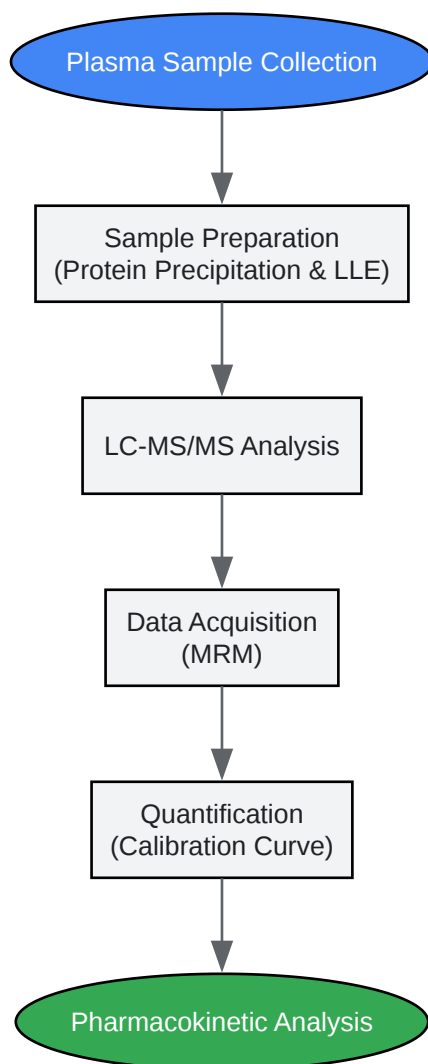 Plasma Sample Collection
Sample Preparation
(Protein Precipitation & LLE)
LC-MS/MS Analysis
Data Acquisition
(MRM)
Quantification
(Calibration Curve)
Pharmacokinetic Analysis